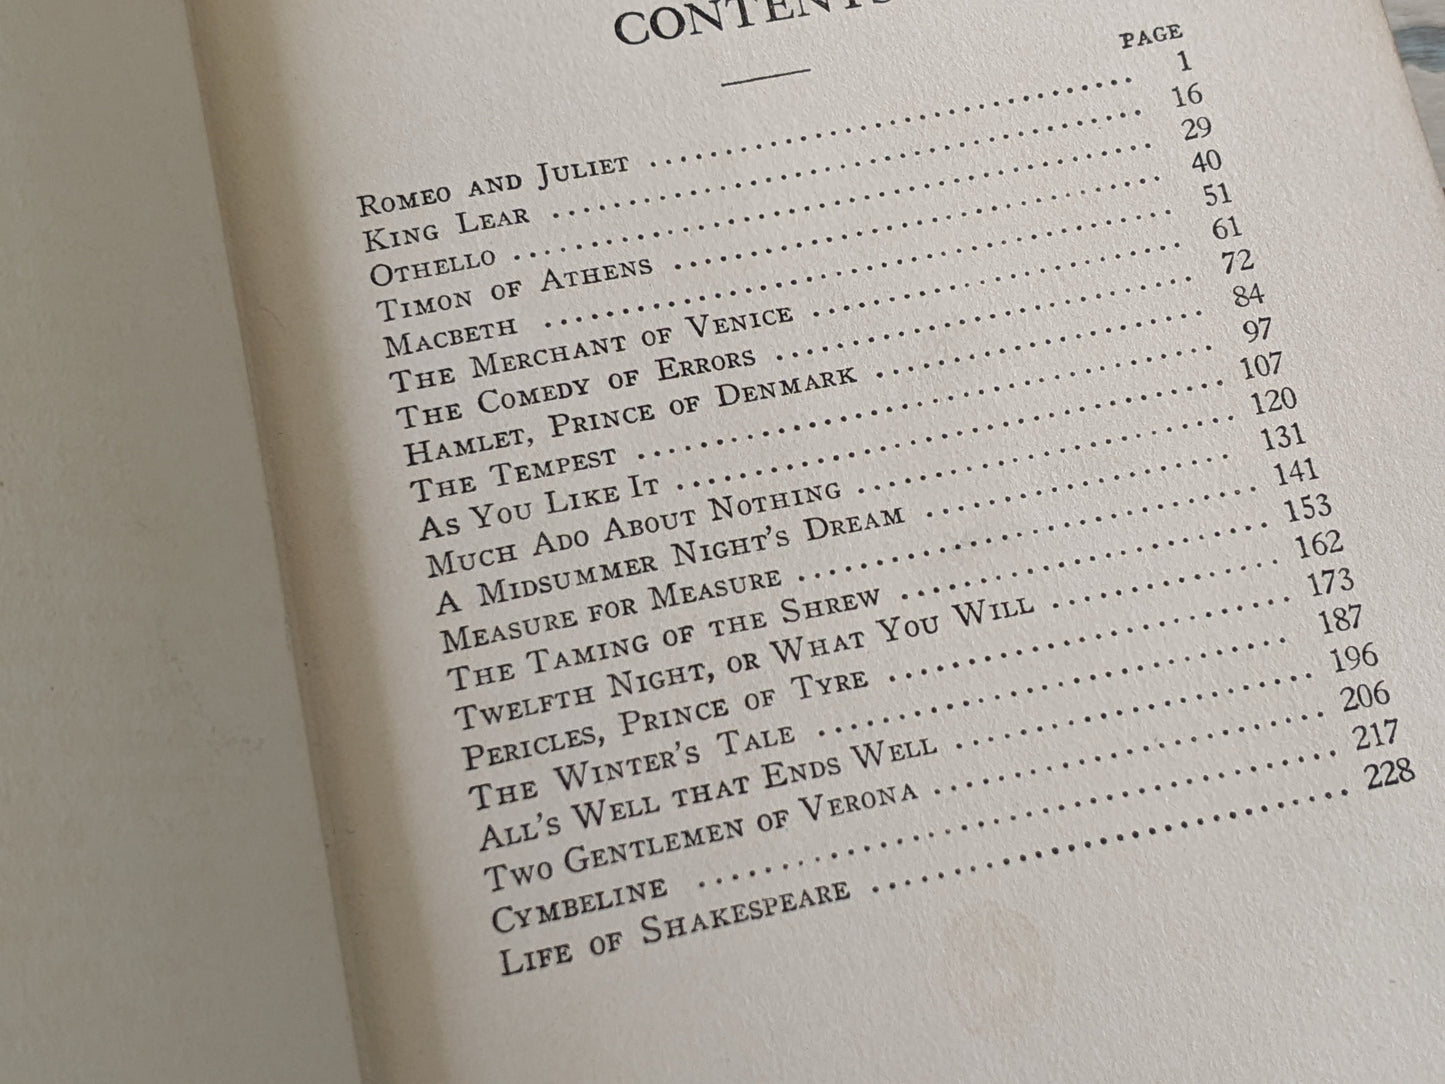 CONTENTS
PAGE
ROMEO AND JULIET ........................................ 1
KING LEAR ........................................ 16
OTHELLO ........................................ 29
TIMON OF ATHENS ........................................ 40
MACBETH ........................................ 51
THE MERCHANT OF VENICE ........................................ 61
THE COMEDY OF ERRORS ........................................ 72
HAMLET, PRINCE OF DENMARK ........................................ 84
THE TEMPEST ........................................ 97
AS YOU LIKE IT ........................................ 107
MUCH ADO ABOUT NOTHING ........................................ 120
A MIDSUMMER NIGHT'S DREAM ........................................ 131
MEASURE FOR MEASURE ........................................ 141
THE TAMING OF THE SHREW ........................................ 153
TWELFTH NIGHT, OR WHAT YOU WILL ........................................ 162
PERICLES, PRINCE OF TYRE ........................................ 173
THE WINTER'S TALE ........................................ 187
ALL'S WELL THAT ENDS WELL ........................................ 196
TWO GENTLEMEN OF VERONA ........................................ 206
CYMBELINE ........................................ 217
LIFE OF SHAKESPEARE ........................................ 228